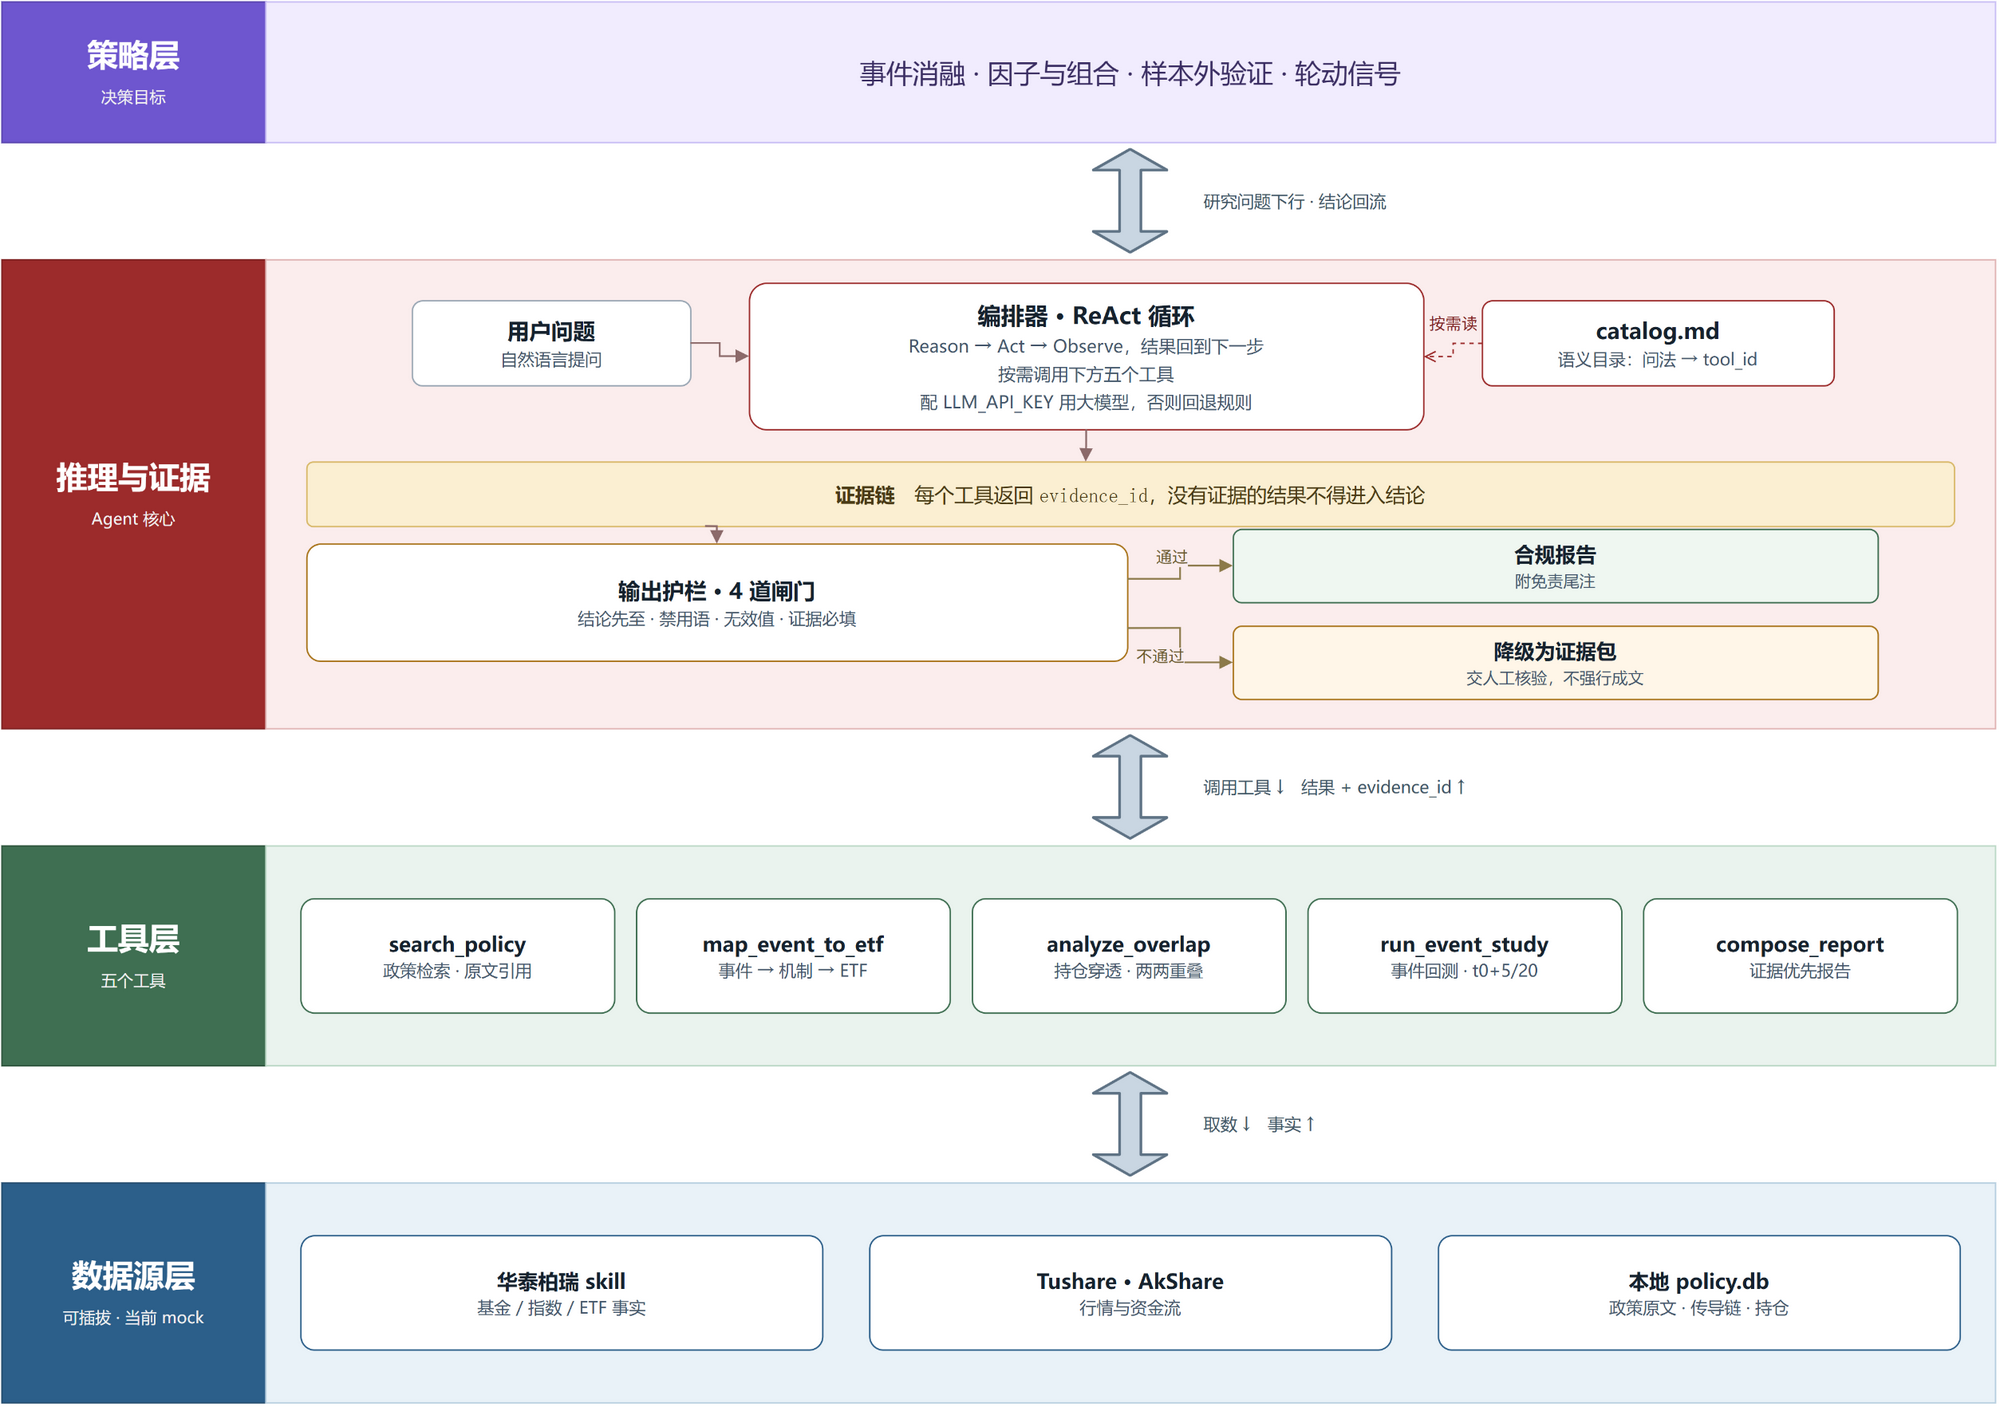 策略层
决策目标
事件消融 · 因子与组合 · 样本外验证 · 轮动信号
研究问题下行 · 结论回流
推理与证据
Agent 核心
用户问题
自然语言提问
编排器 • ReAct 循环
Reason → Act → Observe，结果回到下一步
按需调用下方五个工具
配 LLM_API_KEY 用大模型，否则回退规则
按需读
catalog.md
语义目录：问法 → tool_id
证据链 每个工具返回 evidence_id，没有证据的结果不得进入结论
输出护栏 • 4 道闸门
结论先至 · 禁用语 · 无效值 · 证据必填
通过
合规报告
附免责尾注
不通过
降级为证据包
交人工核验，不强行成文
调用工具↓ 结果 + evidence_id↑
工具层
五个工具
search_policy
政策检索 · 原文引用
map_event_to_etf
事件 → 机制 → ETF
analyze_overlap
持仓穿透 · 两两重叠
run_event_study
事件回测 · t0+5/20
compose_report
证据优先报告
取数↓ 事实↑
数据源层
可插拔 · 当前 mock
华泰柏瑞 skill
基金 / 指数 / ETF 事实
Tushare • AkShare
行情与资金流
本地 policy.db
政策原文 · 传导链 · 持仓